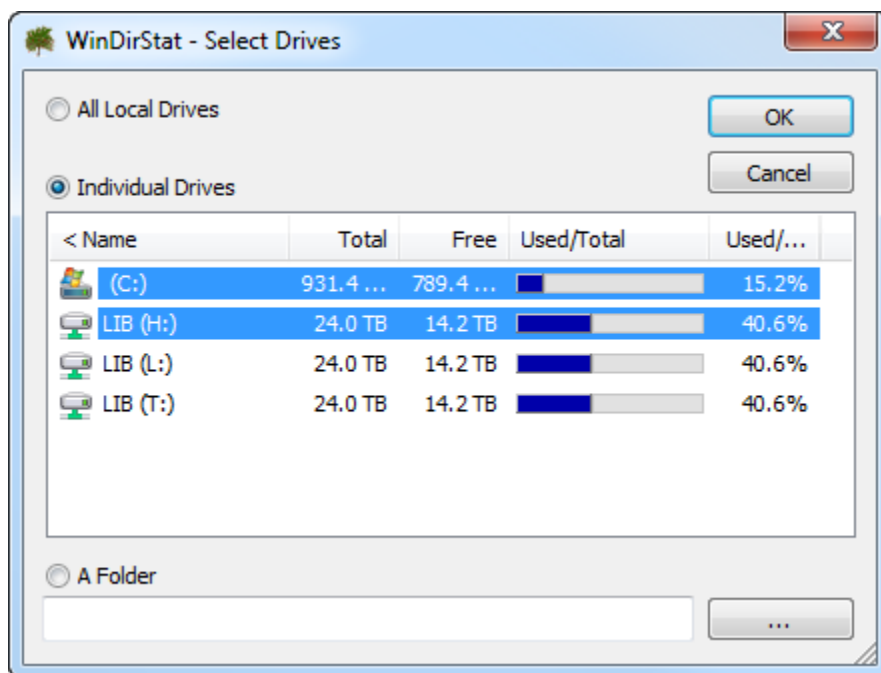 WinDirStat - Select Drives
All Local Drives
OK
Cancel
Individual Drives
< Name Total Free Used/Total Used/...
(C:) 931.4 ... 789.4 ... 15.2%
LIB (H:) 24.0 TB 14.2 TB 40.6%
LIB (L:) 24.0 TB 14.2 TB 40.6%
LIB (T:) 24.0 TB 14.2 TB 40.6%
A Folder
...